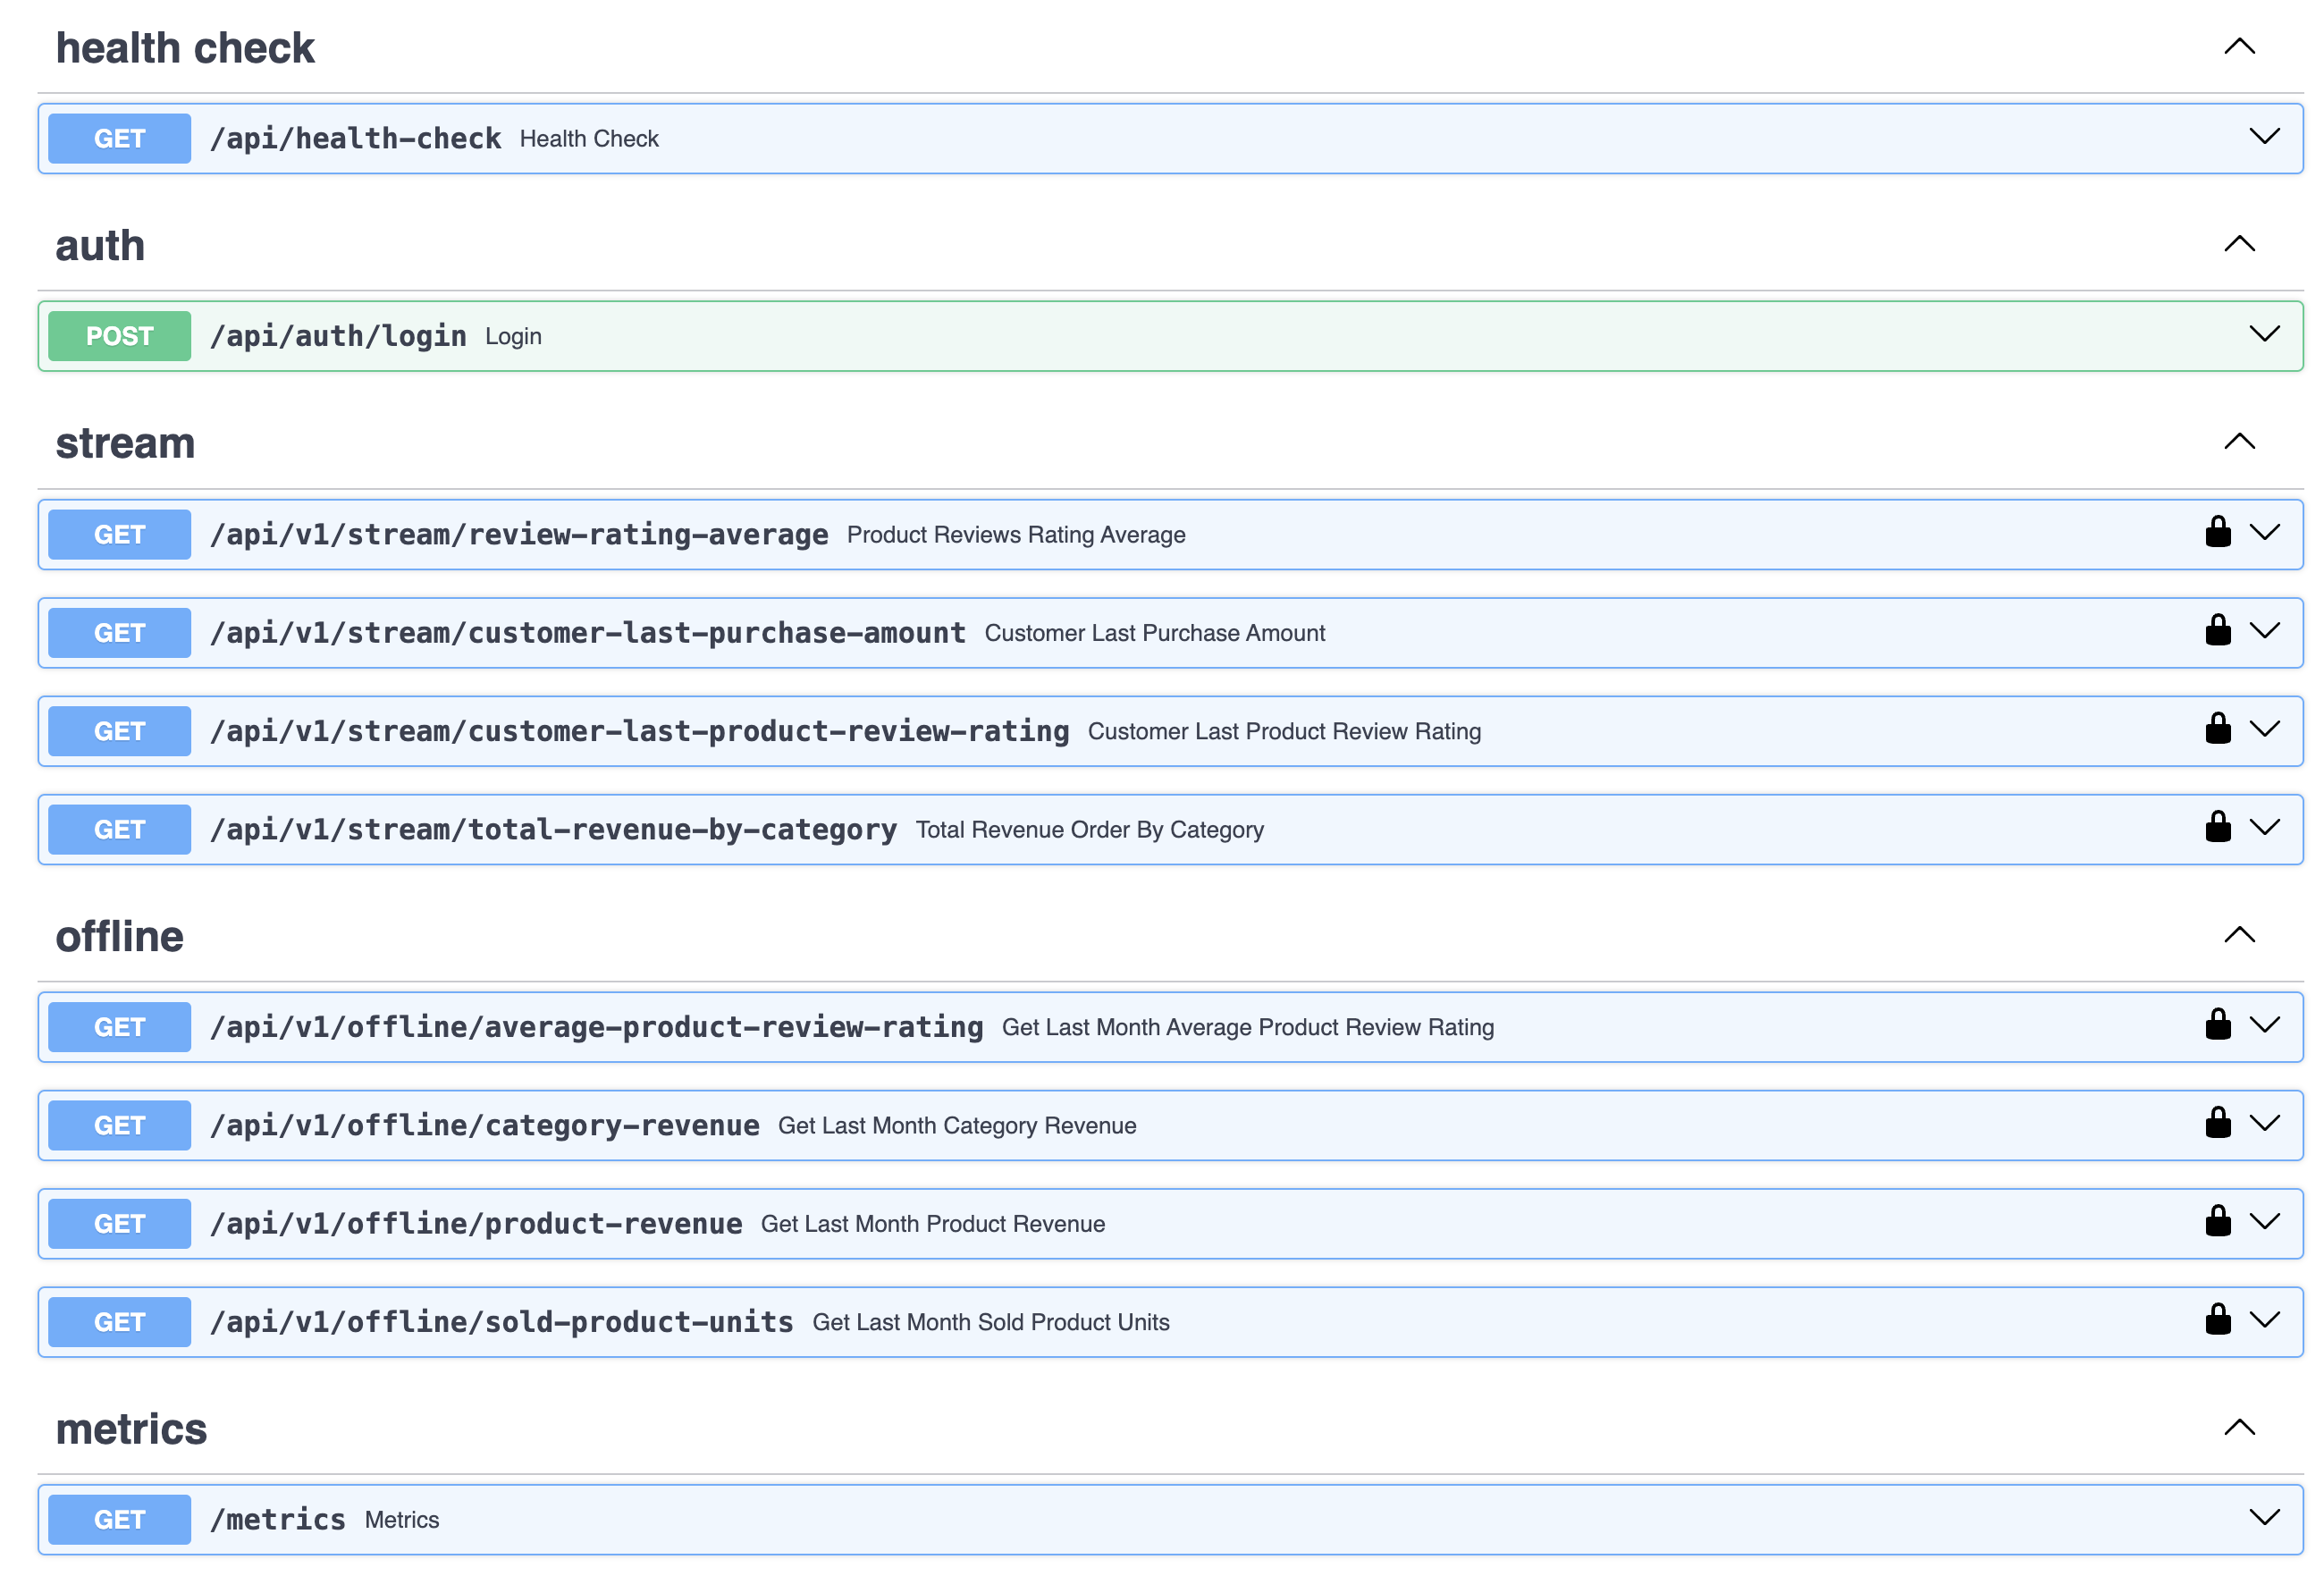 health check
GET /api/health-check Health Check
auth
POST /api/auth/login Login
stream
GET /api/v1/stream/review-rating-average Product Reviews Rating Average
GET /api/v1/stream/customer-last-purchase-amount Customer Last Purchase Amount
GET /api/v1/stream/customer-last-product-review-rating Customer Last Product Review Rating
GET /api/v1/stream/total-revenue-by-category Total Revenue Order By Category
offline
GET /api/v1/offline/average-product-review-rating Get Last Month Average Product Review Rating
GET /api/v1/offline/category-revenue Get Last Month Category Revenue
GET /api/v1/offline/product-revenue Get Last Month Product Revenue
GET /api/v1/offline/sold-product-units Get Last Month Sold Product Units
metrics
GET /metrics Metrics